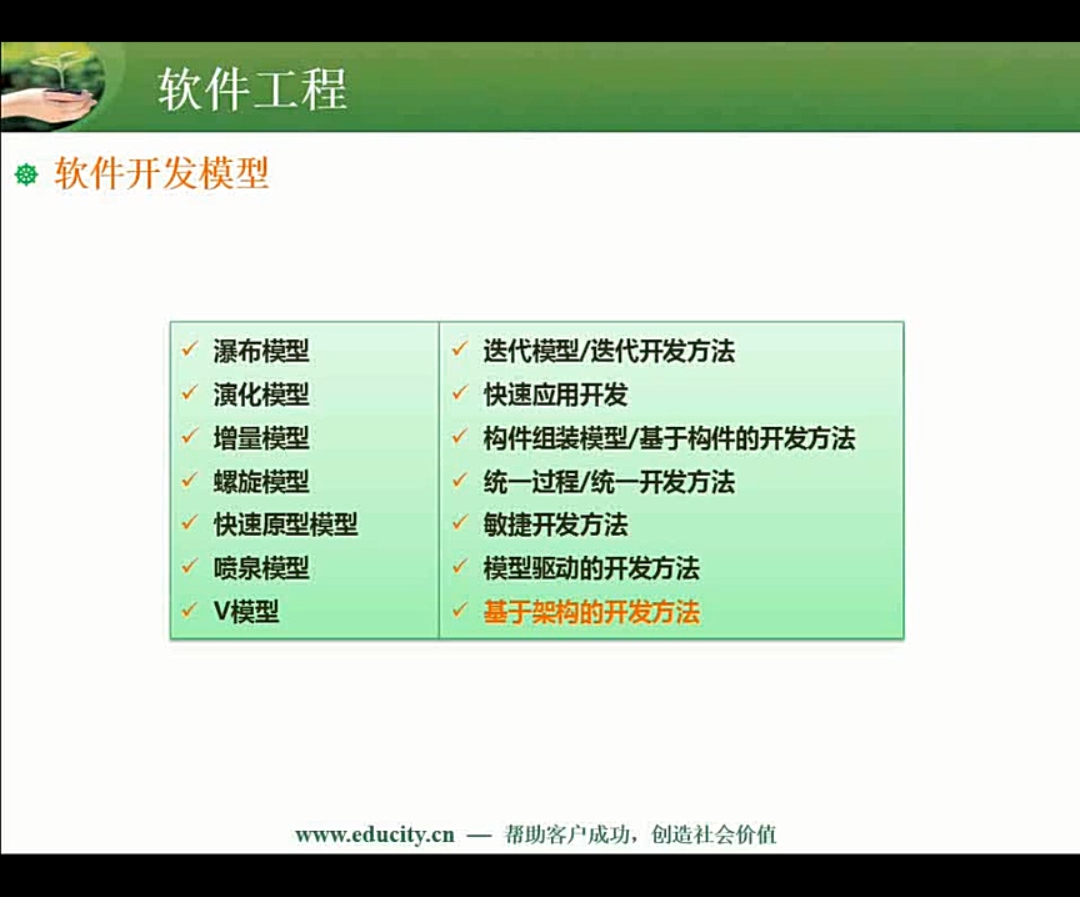 软件工程
软件开发模型
瀑布模型
演化模型
增量模型
螺旋模型
快速原型模型
喷泉模型
V模型
迭代模型/迭代开发方法
快速应用开发
构件组装模型/基于构件的开发方法
统一过程/统一开发方法
敏捷开发方法
模型驱动的开发方法
基于架构的开发方法
www.educity.cn — 帮助客户成功，创造社会价值